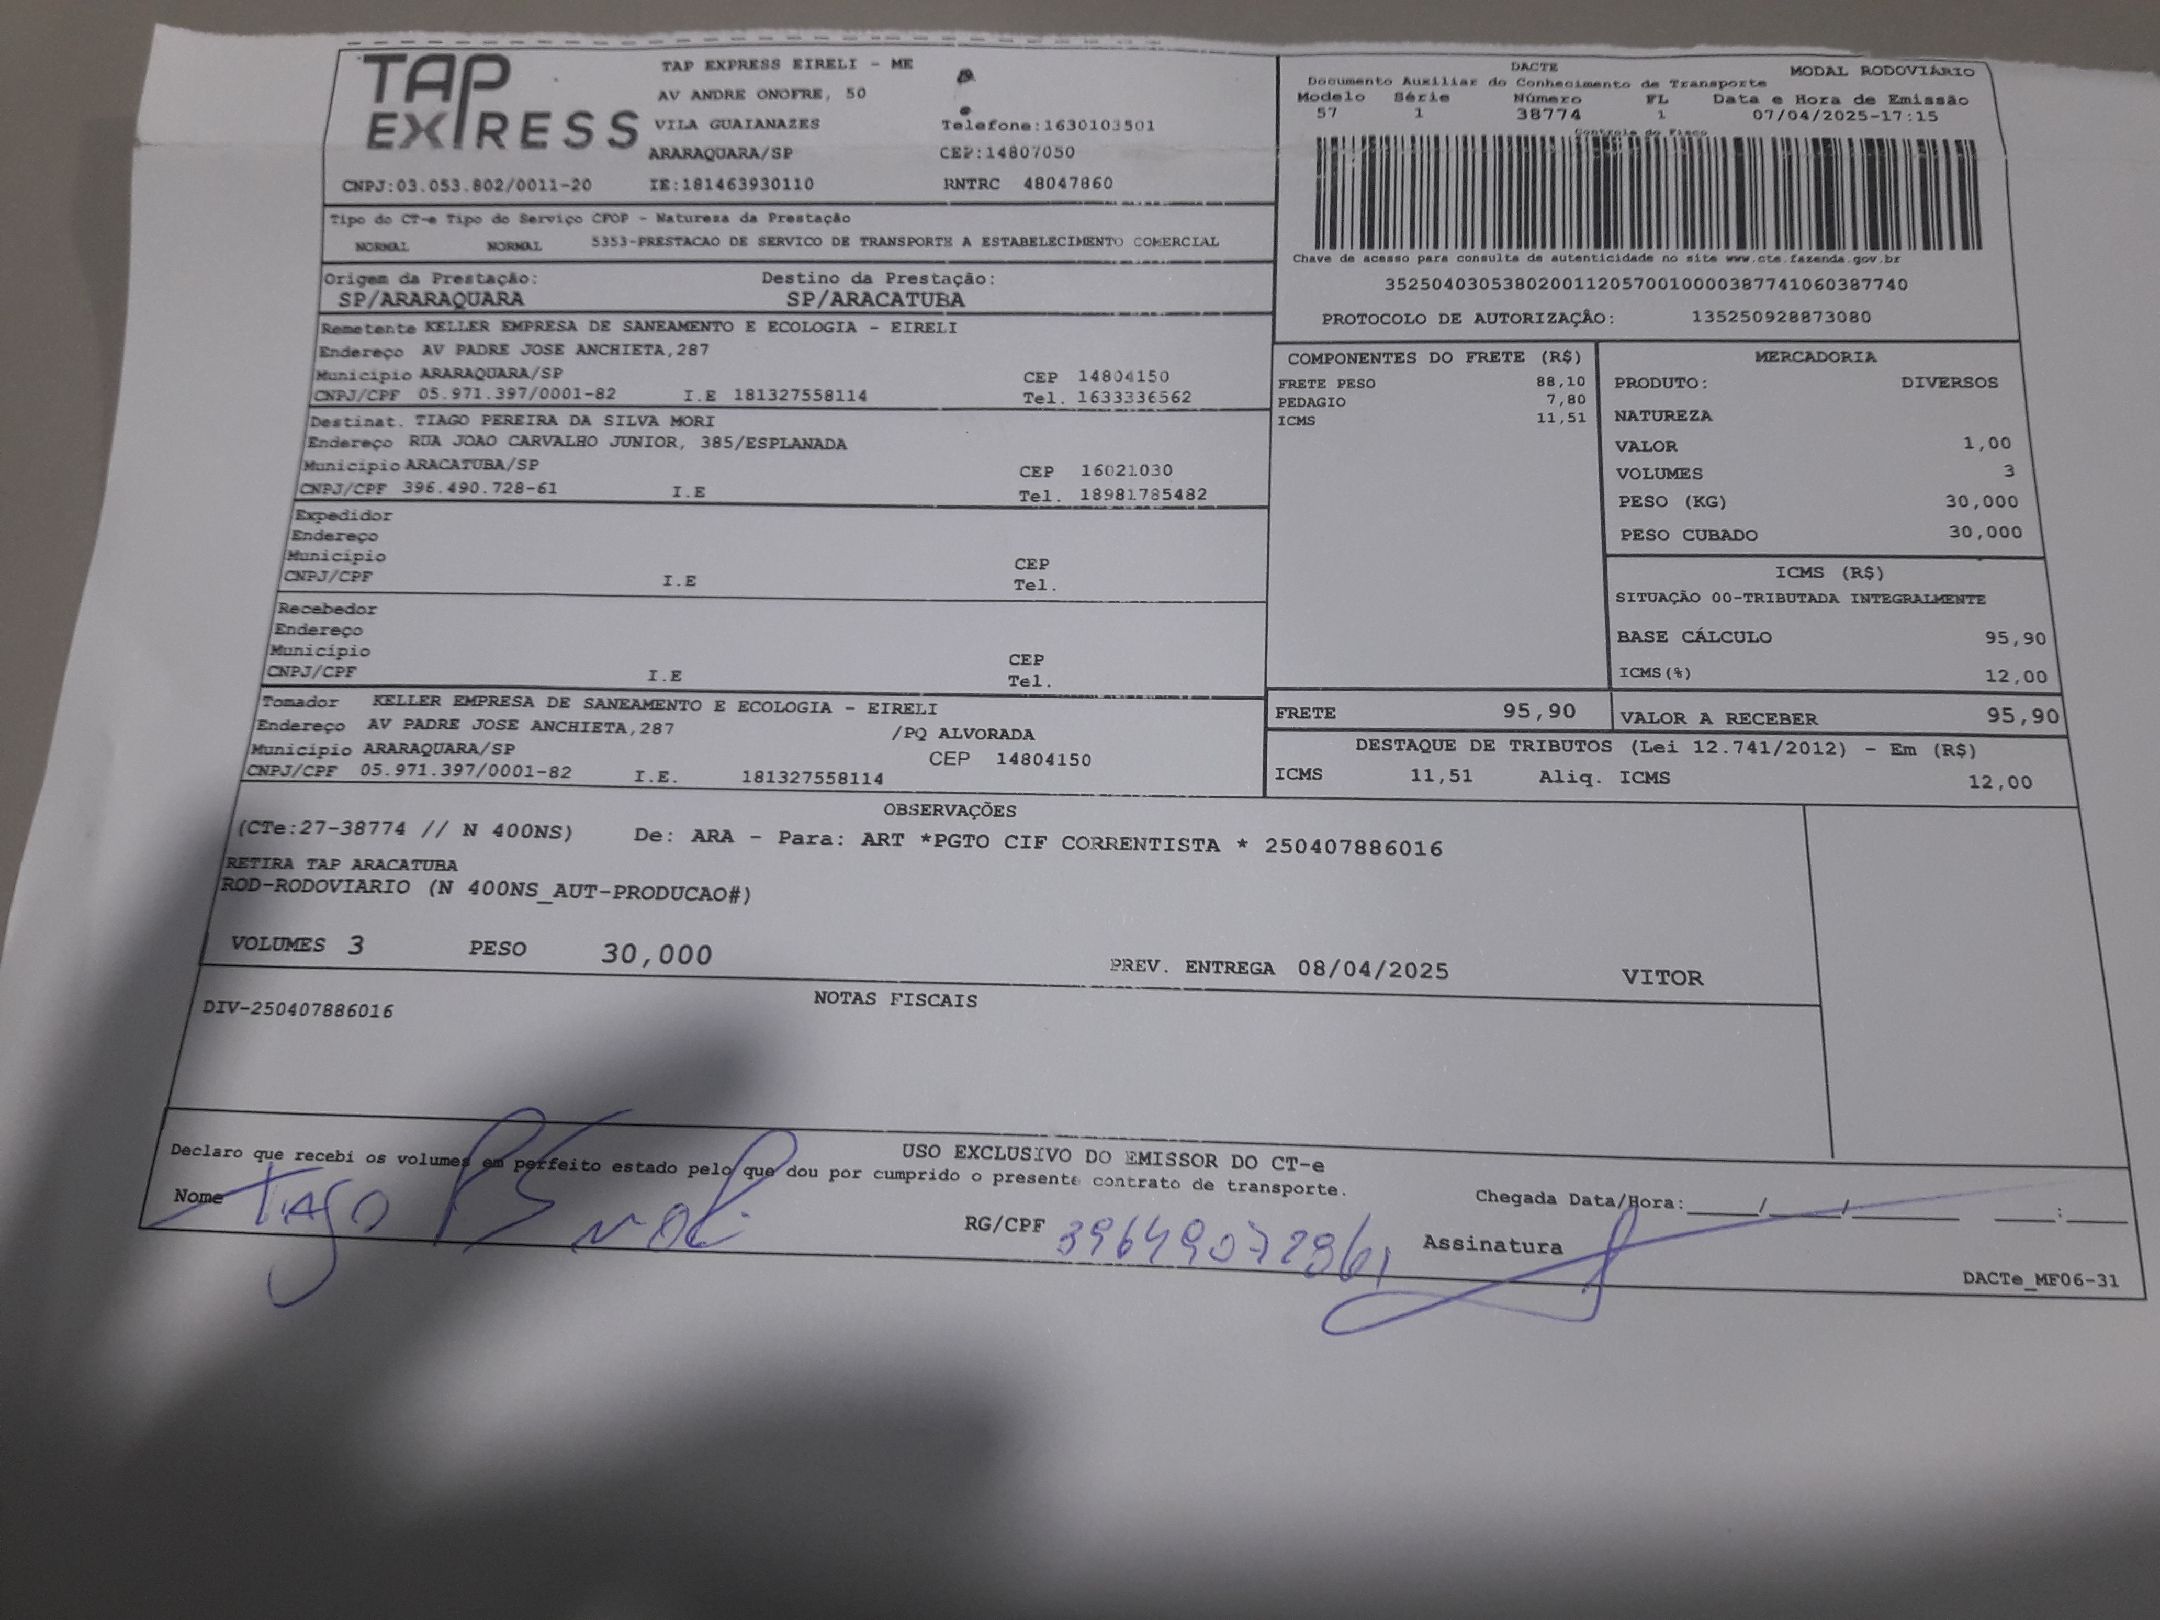 TAP
EXPRESS
TAP EXPRESS EIRELI - ME
AV ANDRE ONOFRE, 50
VILA GUAIANAZES Telefone:1630103501
ARARAQUARA/SP CEP:14807050
CNPJ:03.053.802/0011-20 IE:181463930110 RNTRC 48047860
DACTE MODAL RODOVIÁRIO
Documento Auxiliar do Conhecimento de Transporte
Modelo Série Número FL Data e Hora de Emissão
57 1 38774 1 07/04/2025-17:15
Controle do Fisco
Chave de acesso para consulta de autenticidade no site www.cte.fazenda.gov.br
35250403053802001120570010000387741060387740
PROTOCOLO DE AUTORIZAÇÃO: 135250928873080
Tipo do CT-e Tipo do Serviço CFOP - Natureza da Prestação
NORMAL NORMAL 5353-PRESTACAO DE SERVICO DE TRANSPORTE A ESTABELECIMENTO COMERCIAL
Origem da Prestação: Destino da Prestação:
SP/ARARAQUARA SP/ARACATUBA
Remetente KELLER EMPRESA DE SANEAMENTO E ECOLOGIA - EIRELI
Endereço AV PADRE JOSE ANCHIETA,287
Município ARARAQUARA/SP CEP 14804150
CNPJ/CPF 05.971.397/0001-82 I.E 181327558114 Tel. 1633336562
Destinat. TIAGO PEREIRA DA SILVA MORI
Endereço RUA JOAO CARVALHO JUNIOR, 385/ESPLANADA
Município ARACATUBA/SP CEP 16021030
CNPJ/CPF 396.490.728-61 I.E Tel. 18981785482
Expedidor
Endereço
Município CEP
CNPJ/CPF I.E Tel.
Recebedor
Endereço
Município CEP
CNPJ/CPF I.E Tel.
Tomador KELLER EMPRESA DE SANEAMENTO E ECOLOGIA - EIRELI
Endereço AV PADRE JOSE ANCHIETA,287 /PQ ALVORADA
Município ARARAQUARA/SP CEP 14804150
CNPJ/CPF 05.971.397/0001-82 I.E. 181327558114
COMPONENTES DO FRETE (R$)
FRETE PESO 88,10
PEDAGIO 7,80
ICMS 11,51
MERCADORIA
PRODUTO: DIVERSOS
NATUREZA
VALOR 1,00
VOLUMES 3
PESO (KG) 30,000
PESO CUBADO 30,000
ICMS (R$)
SITUAÇÃO 00-TRIBUTADA INTEGRALMENTE
BASE CÁLCULO 95,90
ICMS(%) 12,00
FRETE 95,90 VALOR A RECEBER 95,90
DESTAQUE DE TRIBUTOS (Lei 12.741/2012) - Em (R$)
ICMS 11,51 Aliq. ICMS 12,00
OBSERVAÇÕES
(CTe:27-38774 // N 400NS) De: ARA - Para: ART *PGTO CIF CORRENTISTA * 250407886016
RETIRA TAP ARACATUBA
ROD-RODOVIARIO (N 400NS_AUT-PRODUCAO#)
VOLUMES 3 PESO 30,000 PREV. ENTREGA 08/04/2025 VITOR
NOTAS FISCAIS
DIV-250407886016
USO EXCLUSIVO DO EMISSOR DO CT-e
Declaro que recebi os volumes em perfeito estado pelo que dou por cumprido o presente contrato de transporte.
Nome Tiago PS Mori RG/CPF 39649072861 Assinatura
Chegada Data/Hora:____/____/______ ____:____
DACTe_MF06-31